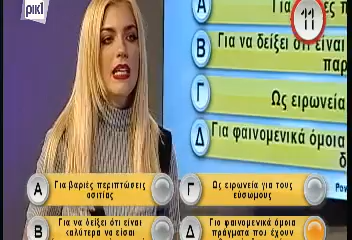 ρικ1
11
Α Για
Β Για να δείξει ότι είναι
παρ
Γ Ως ειρωνεία
Δ Για φαινομενικά όμοια
Α Για βαριές περιπτώσεις
ασιτίας
Γ Ως ειρωνεία για τους
εύσωμους
Β Για να δείξει ότι είναι
καλύτερα να είσαι
Δ Για φαινομενικά όμοια
πράγματα που έχουν